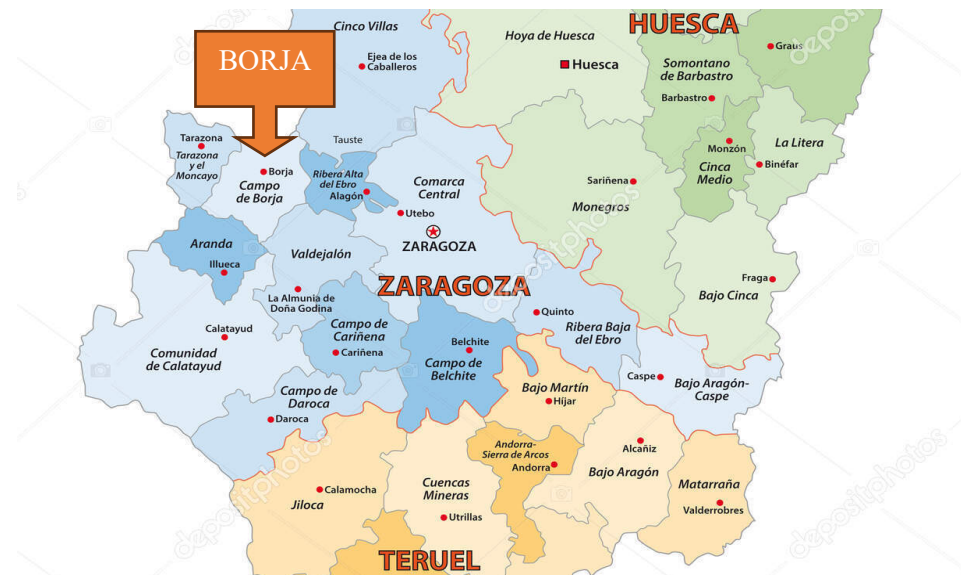 HUESCA
Cinco Villas
Hoya de Huesca
Graus
Ejea de los
Caballeros
BORJA
Huesca
Somontano
de Barbastro
Barbastro
Tauste
Tarazona
Tarazona
y el
Moncayo
Monzón
La Litera
Binéfar
Cinca
Medio
Borja
Campo
de Borja
Ribera Alta
del Ebro
Alagón
Comarca
Central
Sariñena
Monegros
Utebo
ZARAGOZA
Aranda
Illueca
Valdejalón
ZARAGOZA
Fraga
Bajo Cinca
La Almunia de
Doña Godina
Quinto
Calatayud
Comunidad
de Calatayud
Campo de
Cariñena
Cariñena
Belchite
Campo de
Belchite
Ribera Baja
del Ebro
Caspe
Bajo Aragón-
Caspe
Campo de
Daroca
Daroca
Bajo Martín
Híjar
Andorra-
Sierra de Arcos
Andorra
Alcañiz
Bajo Aragón
Matarraña
Valderrobres
Calamocha
Jiloca
Cuencas
Mineras
Utrillas
TERUEL
depositphotos
depositphotos
depositphotos
depositphotos